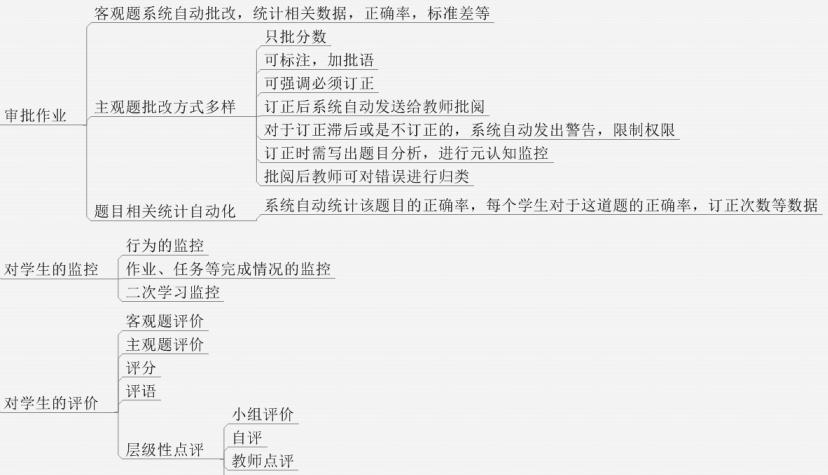 客观题系统自动批改，统计相关数据，正确率，标准差等
只批分数
可标注，加批语
可强调必须订正
审批作业
主观题批改方式多样
订正后系统自动发送给教师批阅
对于订正滞后或是不订正的，系统自动发出警告，限制权限
订正时需写出题目分析，进行元认知监控
批阅后教师可对错误进行归类
题目相关统计自动化
系统自动统计该题目的正确率，每个学生对于这道题的正确率，订正次数等数据
行为的监控
对学生的监控
作业、任务等完成情况的监控
二次学习监控
客观题评价
主观题评价
评分
评语
对学生的评价
层级性点评
小组评价
自评
教师点评